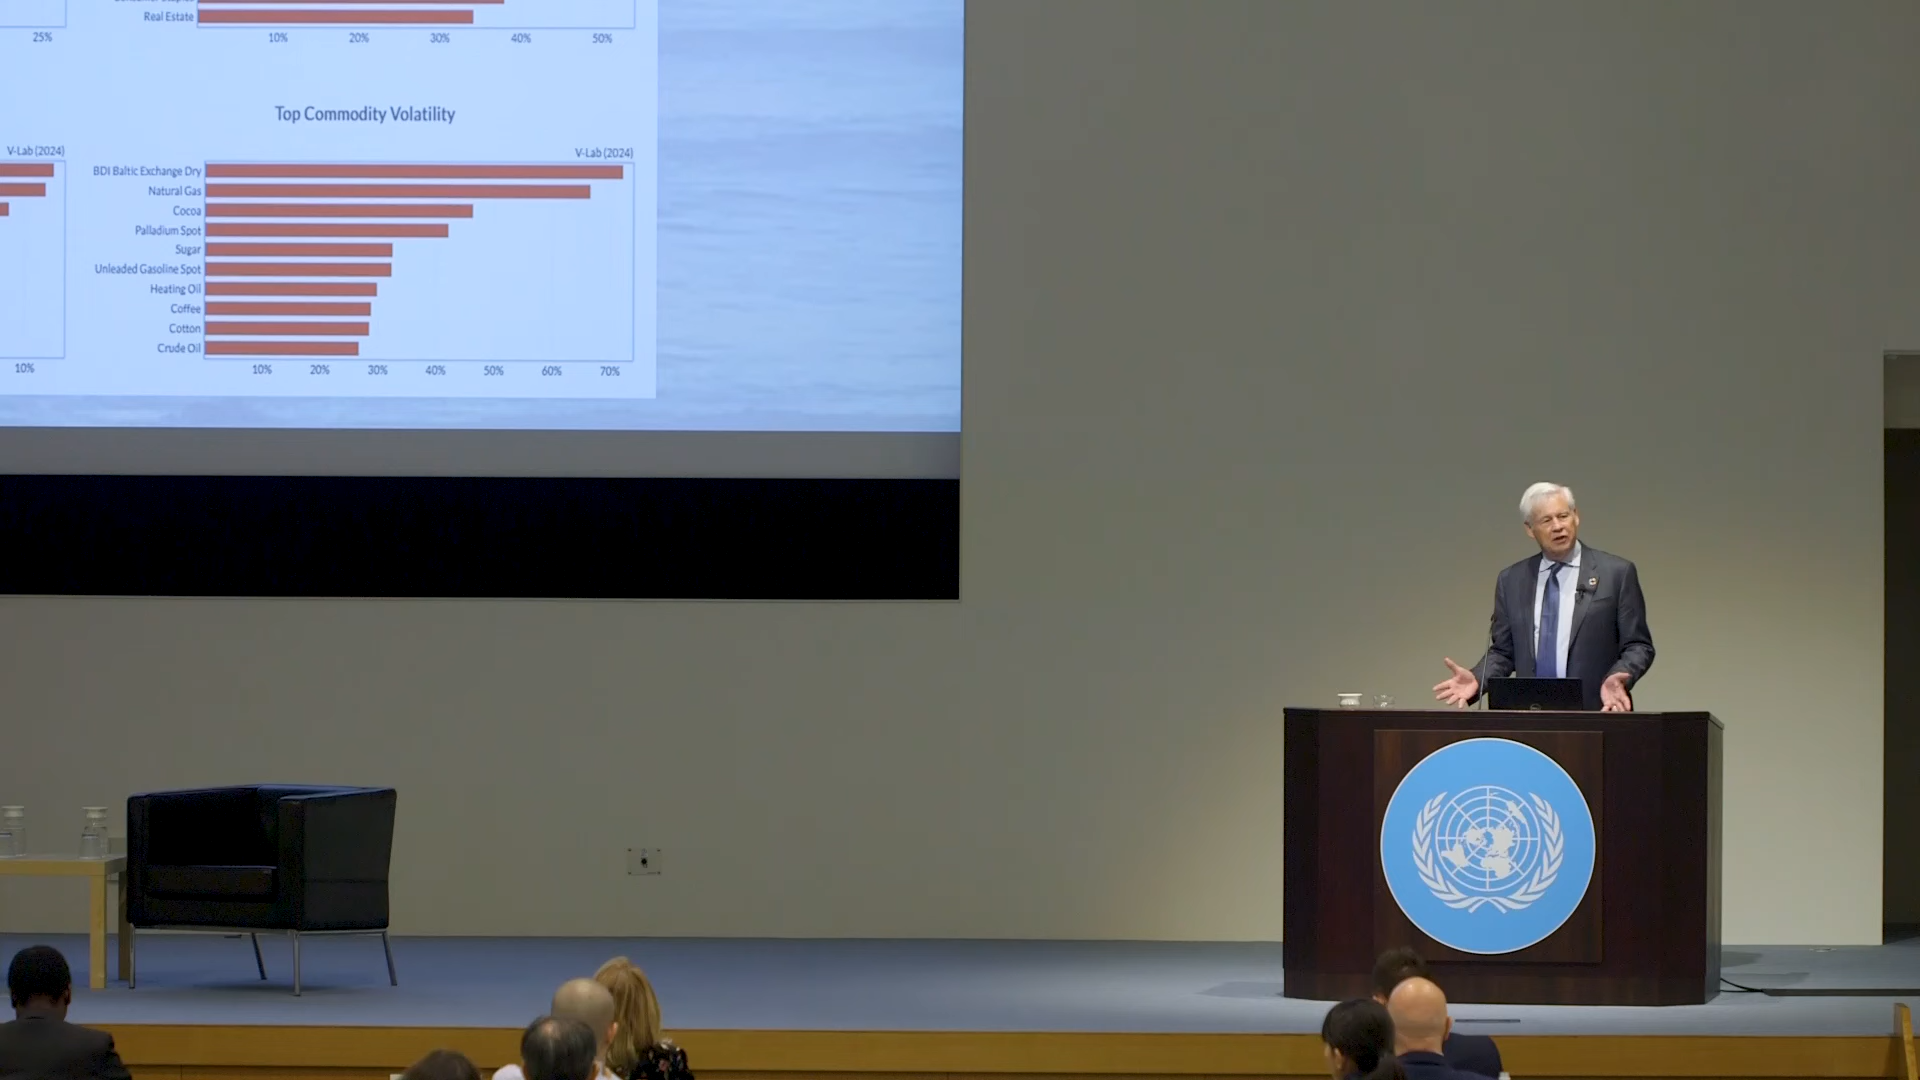 Real Estate
25%
10% 20% 30% 40% 50%
Top Commodity Volatility
V-Lab (2024)
V-Lab (2024)
BDI Baltic Exchange Dry
Natural Gas
Cocoa
Palladium Spot
Sugar
Unleaded Gasoline Spot
Heating Oil
Coffee
Cotton
Crude Oil
10%
10% 20% 30% 40% 50% 60% 70%